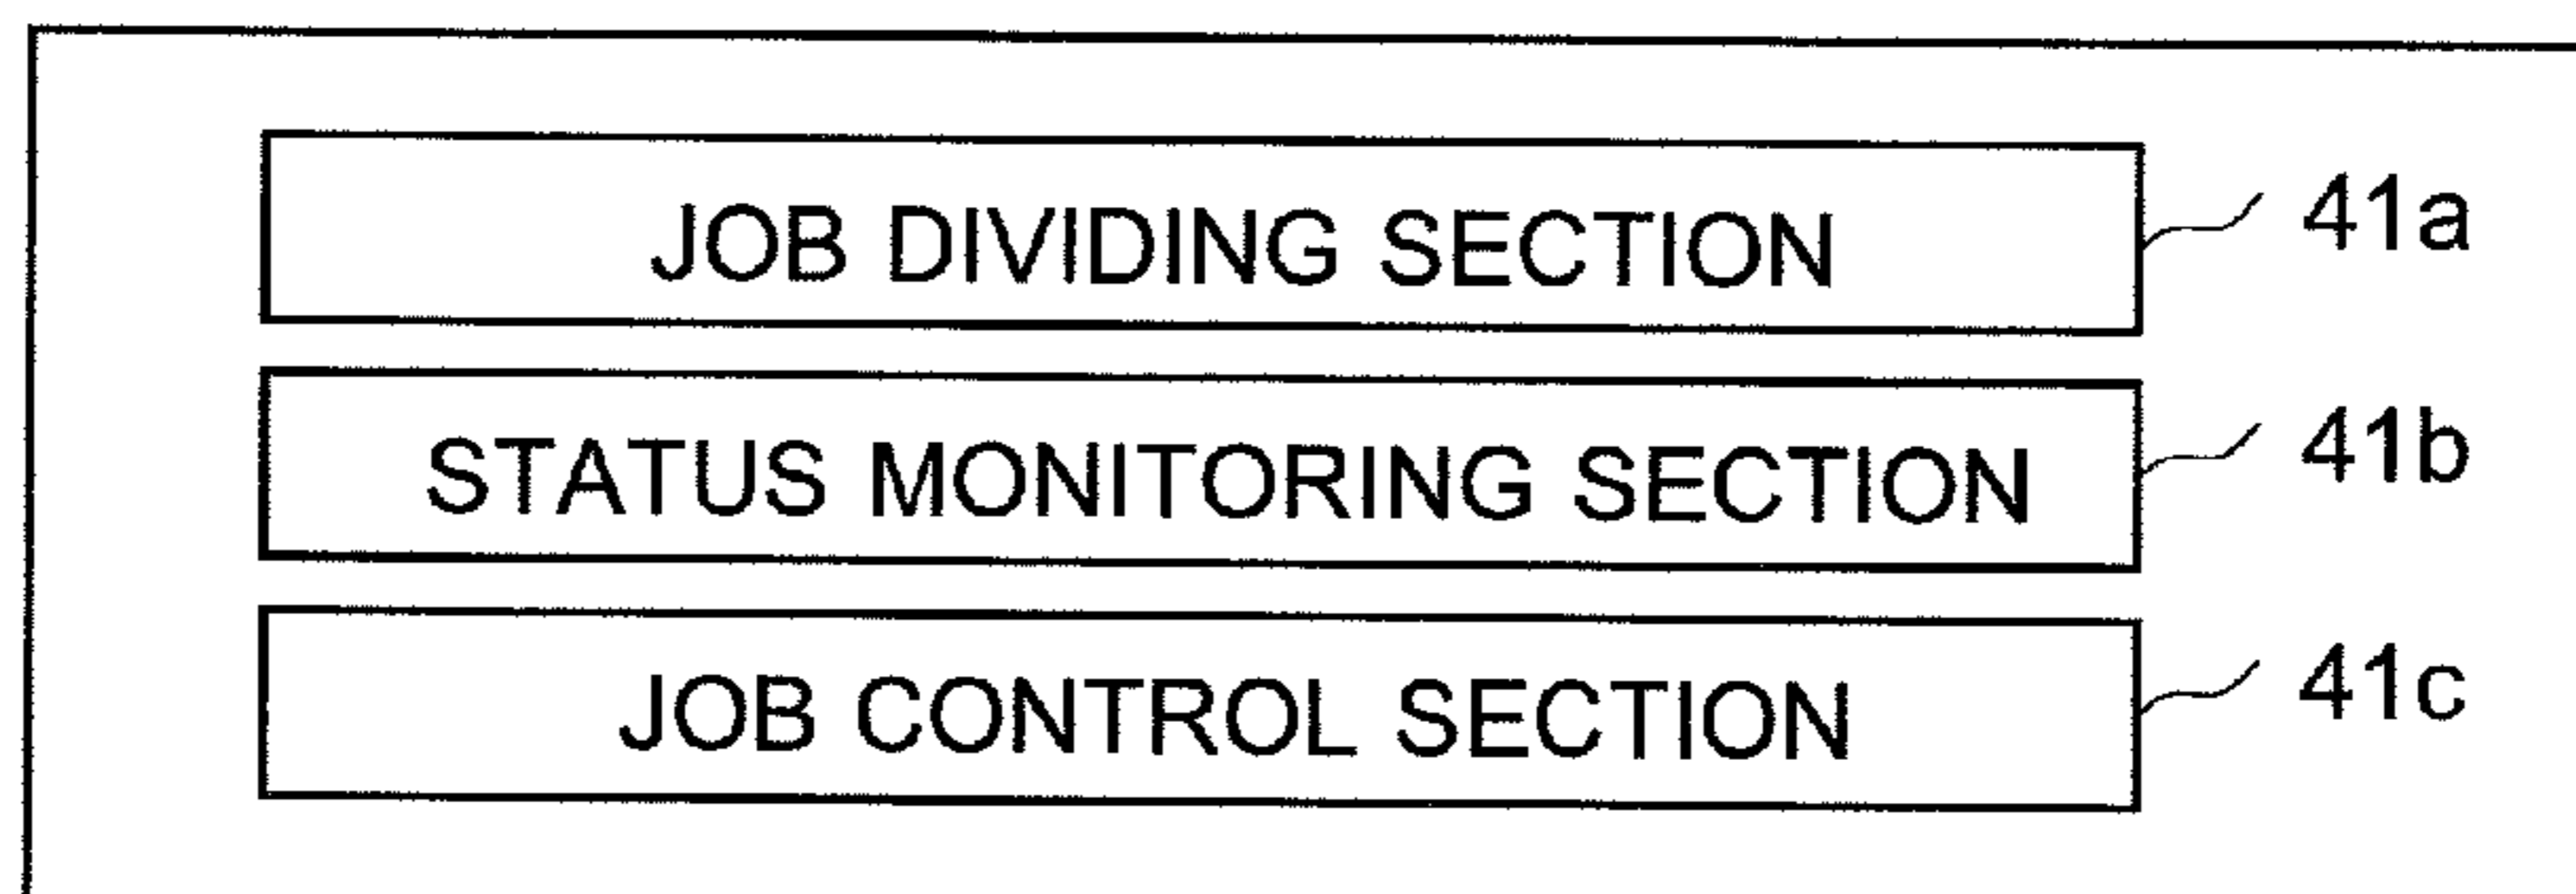 JOB DIVIDING SECTION 41a
STATUS MONITORING SECTION 41b
JOB CONTROL SECTION 41c